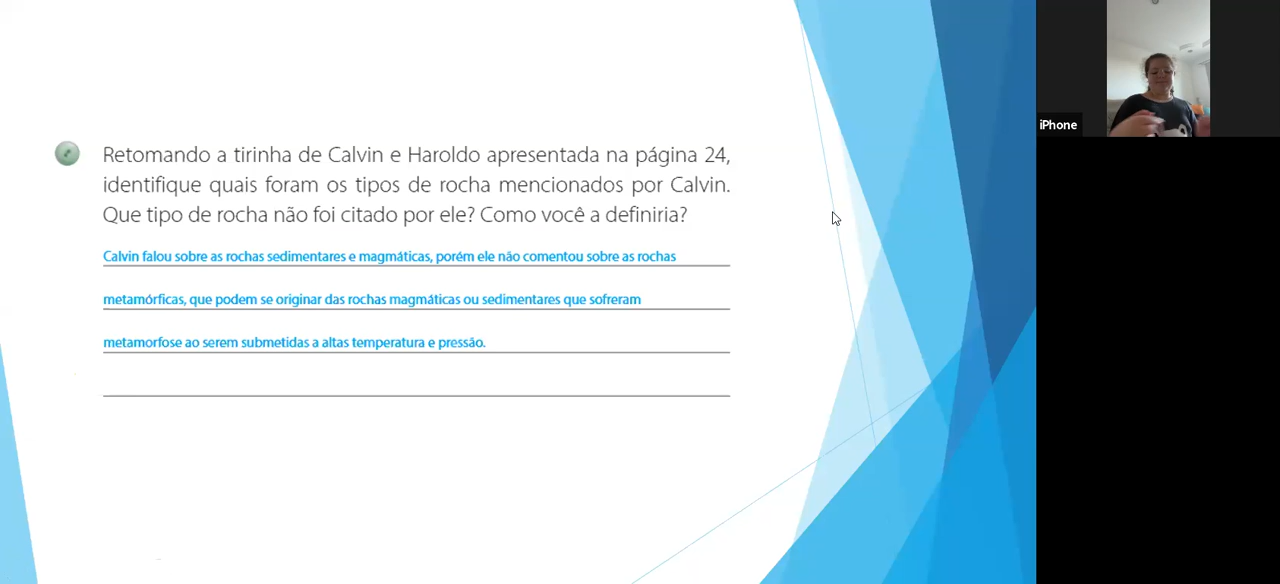 Retomando a tirinha de Calvin e Haroldo apresentada na página 24,
identifique quais foram os tipos de rocha mencionados por Calvin.
Que tipo de rocha não foi citado por ele? Como você a definiria?
Calvin falou sobre as rochas sedimentares e magmáticas, porém ele não comentou sobre as rochas
metamórficas, que podem se originar das rochas magmáticas ou sedimentares que sofreram
metamorfose ao serem submetidas a altas temperatura e pressão.
iPhone